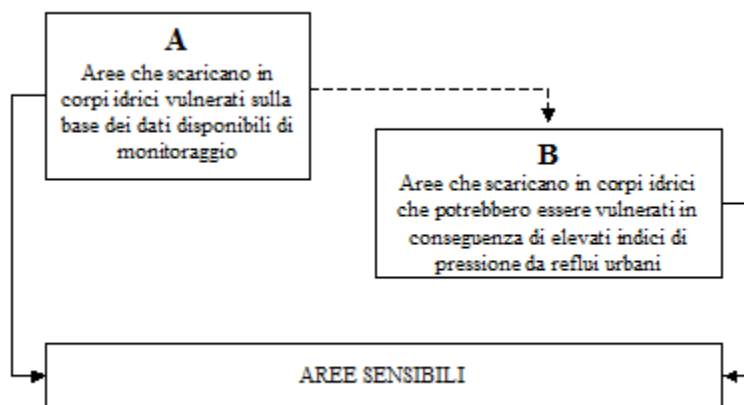 A
Aree che scaricano in
corpi idrici vulnerati sulla
base dei dati disponibili di
monitoraggio
B
Aree che scaricano in corpi idrici
che potrebbero essere vulnerati in
conseguenza di elevati indici di
pressione da reflui urbani
AREE SENSIBILI